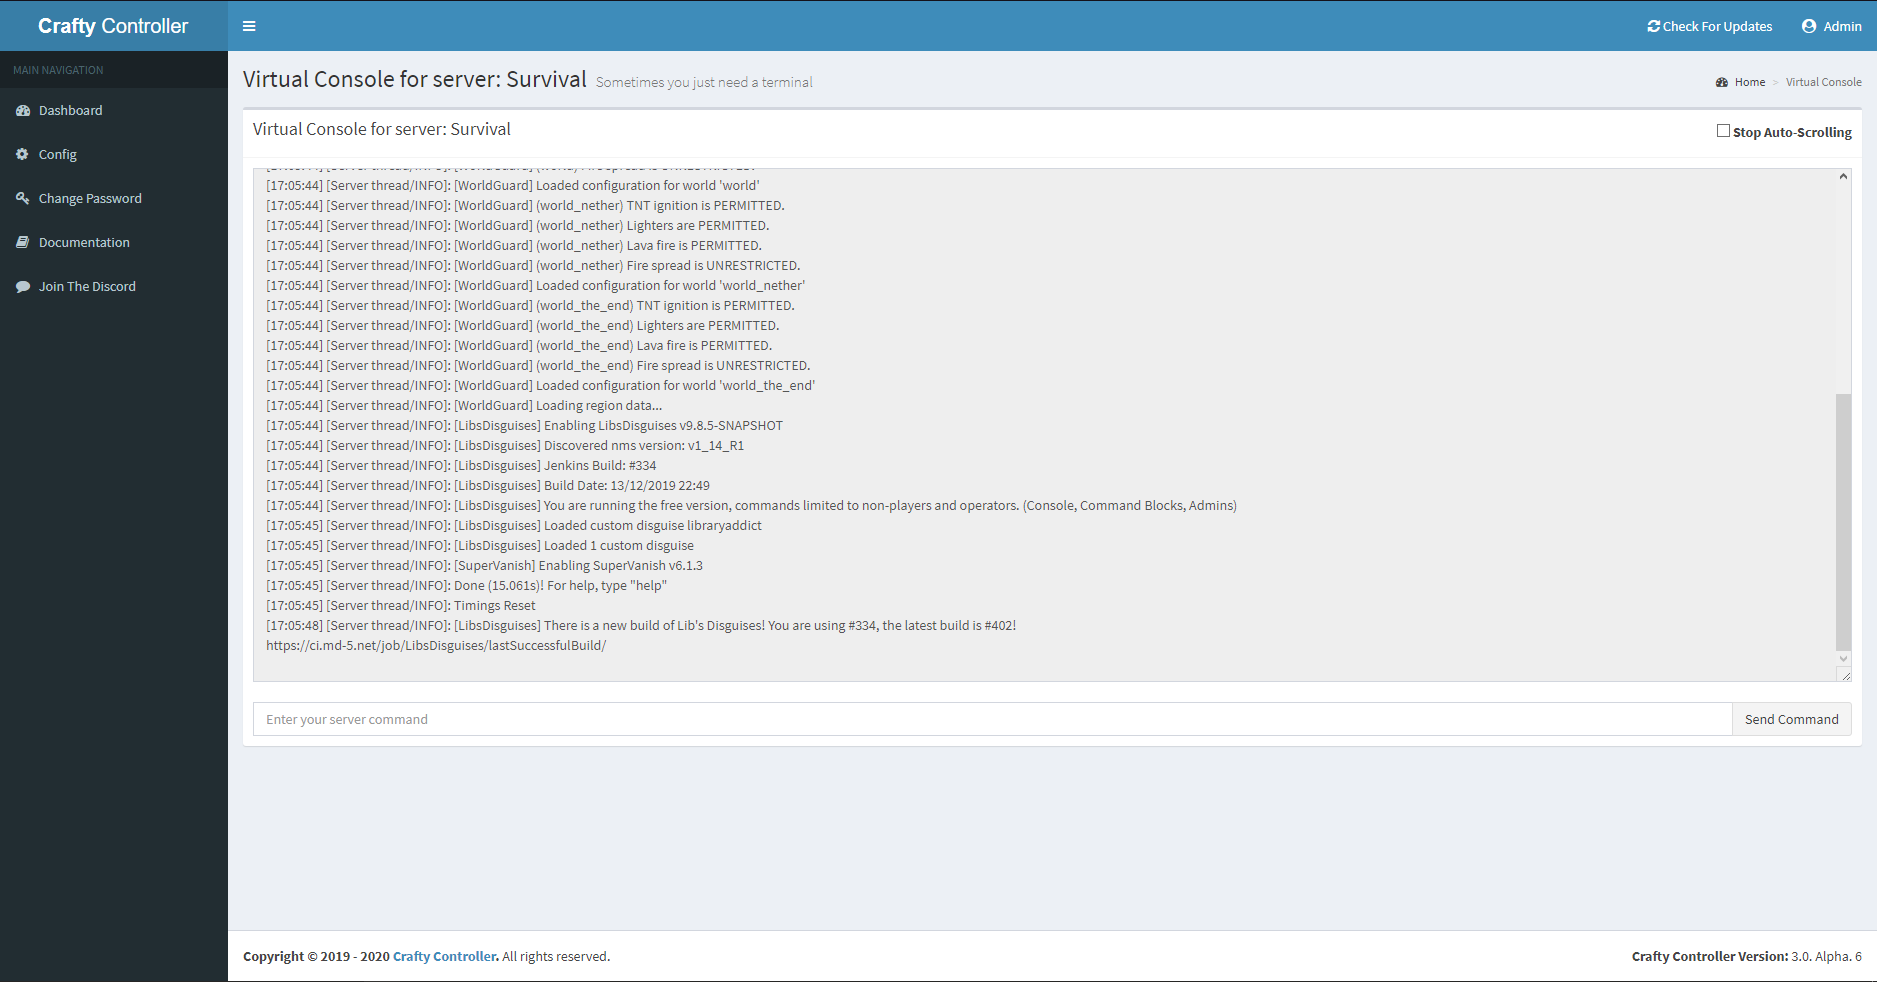 Crafty Controller
Check For Updates
Admin
MAIN NAVIGATION
Dashboard
Config
Change Password
Documentation
Join The Discord
Virtual Console for server: Survival Sometimes you just need a terminal
Home > Virtual Console
Virtual Console for server: Survival
Stop Auto-Scrolling
[17:05:44] [Server thread/INFO]: [WorldGuard] (world) Fire spread is UNRESTRICTED.
[17:05:44] [Server thread/INFO]: [WorldGuard] Loaded configuration for world 'world'
[17:05:44] [Server thread/INFO]: [WorldGuard] (world_nether) TNT ignition is PERMITTED.
[17:05:44] [Server thread/INFO]: [WorldGuard] (world_nether) Lighters are PERMITTED.
[17:05:44] [Server thread/INFO]: [WorldGuard] (world_nether) Lava fire is PERMITTED.
[17:05:44] [Server thread/INFO]: [WorldGuard] (world_nether) Fire spread is UNRESTRICTED.
[17:05:44] [Server thread/INFO]: [WorldGuard] Loaded configuration for world 'world_nether'
[17:05:44] [Server thread/INFO]: [WorldGuard] (world_the_end) TNT ignition is PERMITTED.
[17:05:44] [Server thread/INFO]: [WorldGuard] (world_the_end) Lighters are PERMITTED.
[17:05:44] [Server thread/INFO]: [WorldGuard] (world_the_end) Lava fire is PERMITTED.
[17:05:44] [Server thread/INFO]: [WorldGuard] (world_the_end) Fire spread is UNRESTRICTED.
[17:05:44] [Server thread/INFO]: [WorldGuard] Loaded configuration for world 'world_the_end'
[17:05:44] [Server thread/INFO]: [WorldGuard] Loading region data...
[17:05:44] [Server thread/INFO]: [LibsDisguises] Enabling LibsDisguises v9.8.5-SNAPSHOT
[17:05:44] [Server thread/INFO]: [LibsDisguises] Discovered nms version: v1_14_R1
[17:05:44] [Server thread/INFO]: [LibsDisguises] Jenkins Build: #334
[17:05:44] [Server thread/INFO]: [LibsDisguises] Build Date: 13/12/2019 22:49
[17:05:44] [Server thread/INFO]: [LibsDisguises] You are running the free version, commands limited to non-players and operators. (Console, Command Blocks, Admins)
[17:05:45] [Server thread/INFO]: [LibsDisguises] Loaded custom disguise libraryaddict
[17:05:45] [Server thread/INFO]: [LibsDisguises] Loaded 1 custom disguise
[17:05:45] [Server thread/INFO]: [SuperVanish] Enabling SuperVanish v6.1.3
[17:05:45] [Server thread/INFO]: Done (15.061s)! For help, type "help"
[17:05:45] [Server thread/INFO]: Timings Reset
[17:05:48] [Server thread/INFO]: [LibsDisguises] There is a new build of Lib's Disguises! You are using #334, the latest build is #402!
https://ci.md-5.net/job/LibsDisguises/lastSuccessfulBuild/
Enter your server command
Send Command
Copyright © 2019 - 2020 Crafty Controller. All rights reserved.
Crafty Controller Version: 3.0. Alpha. 6